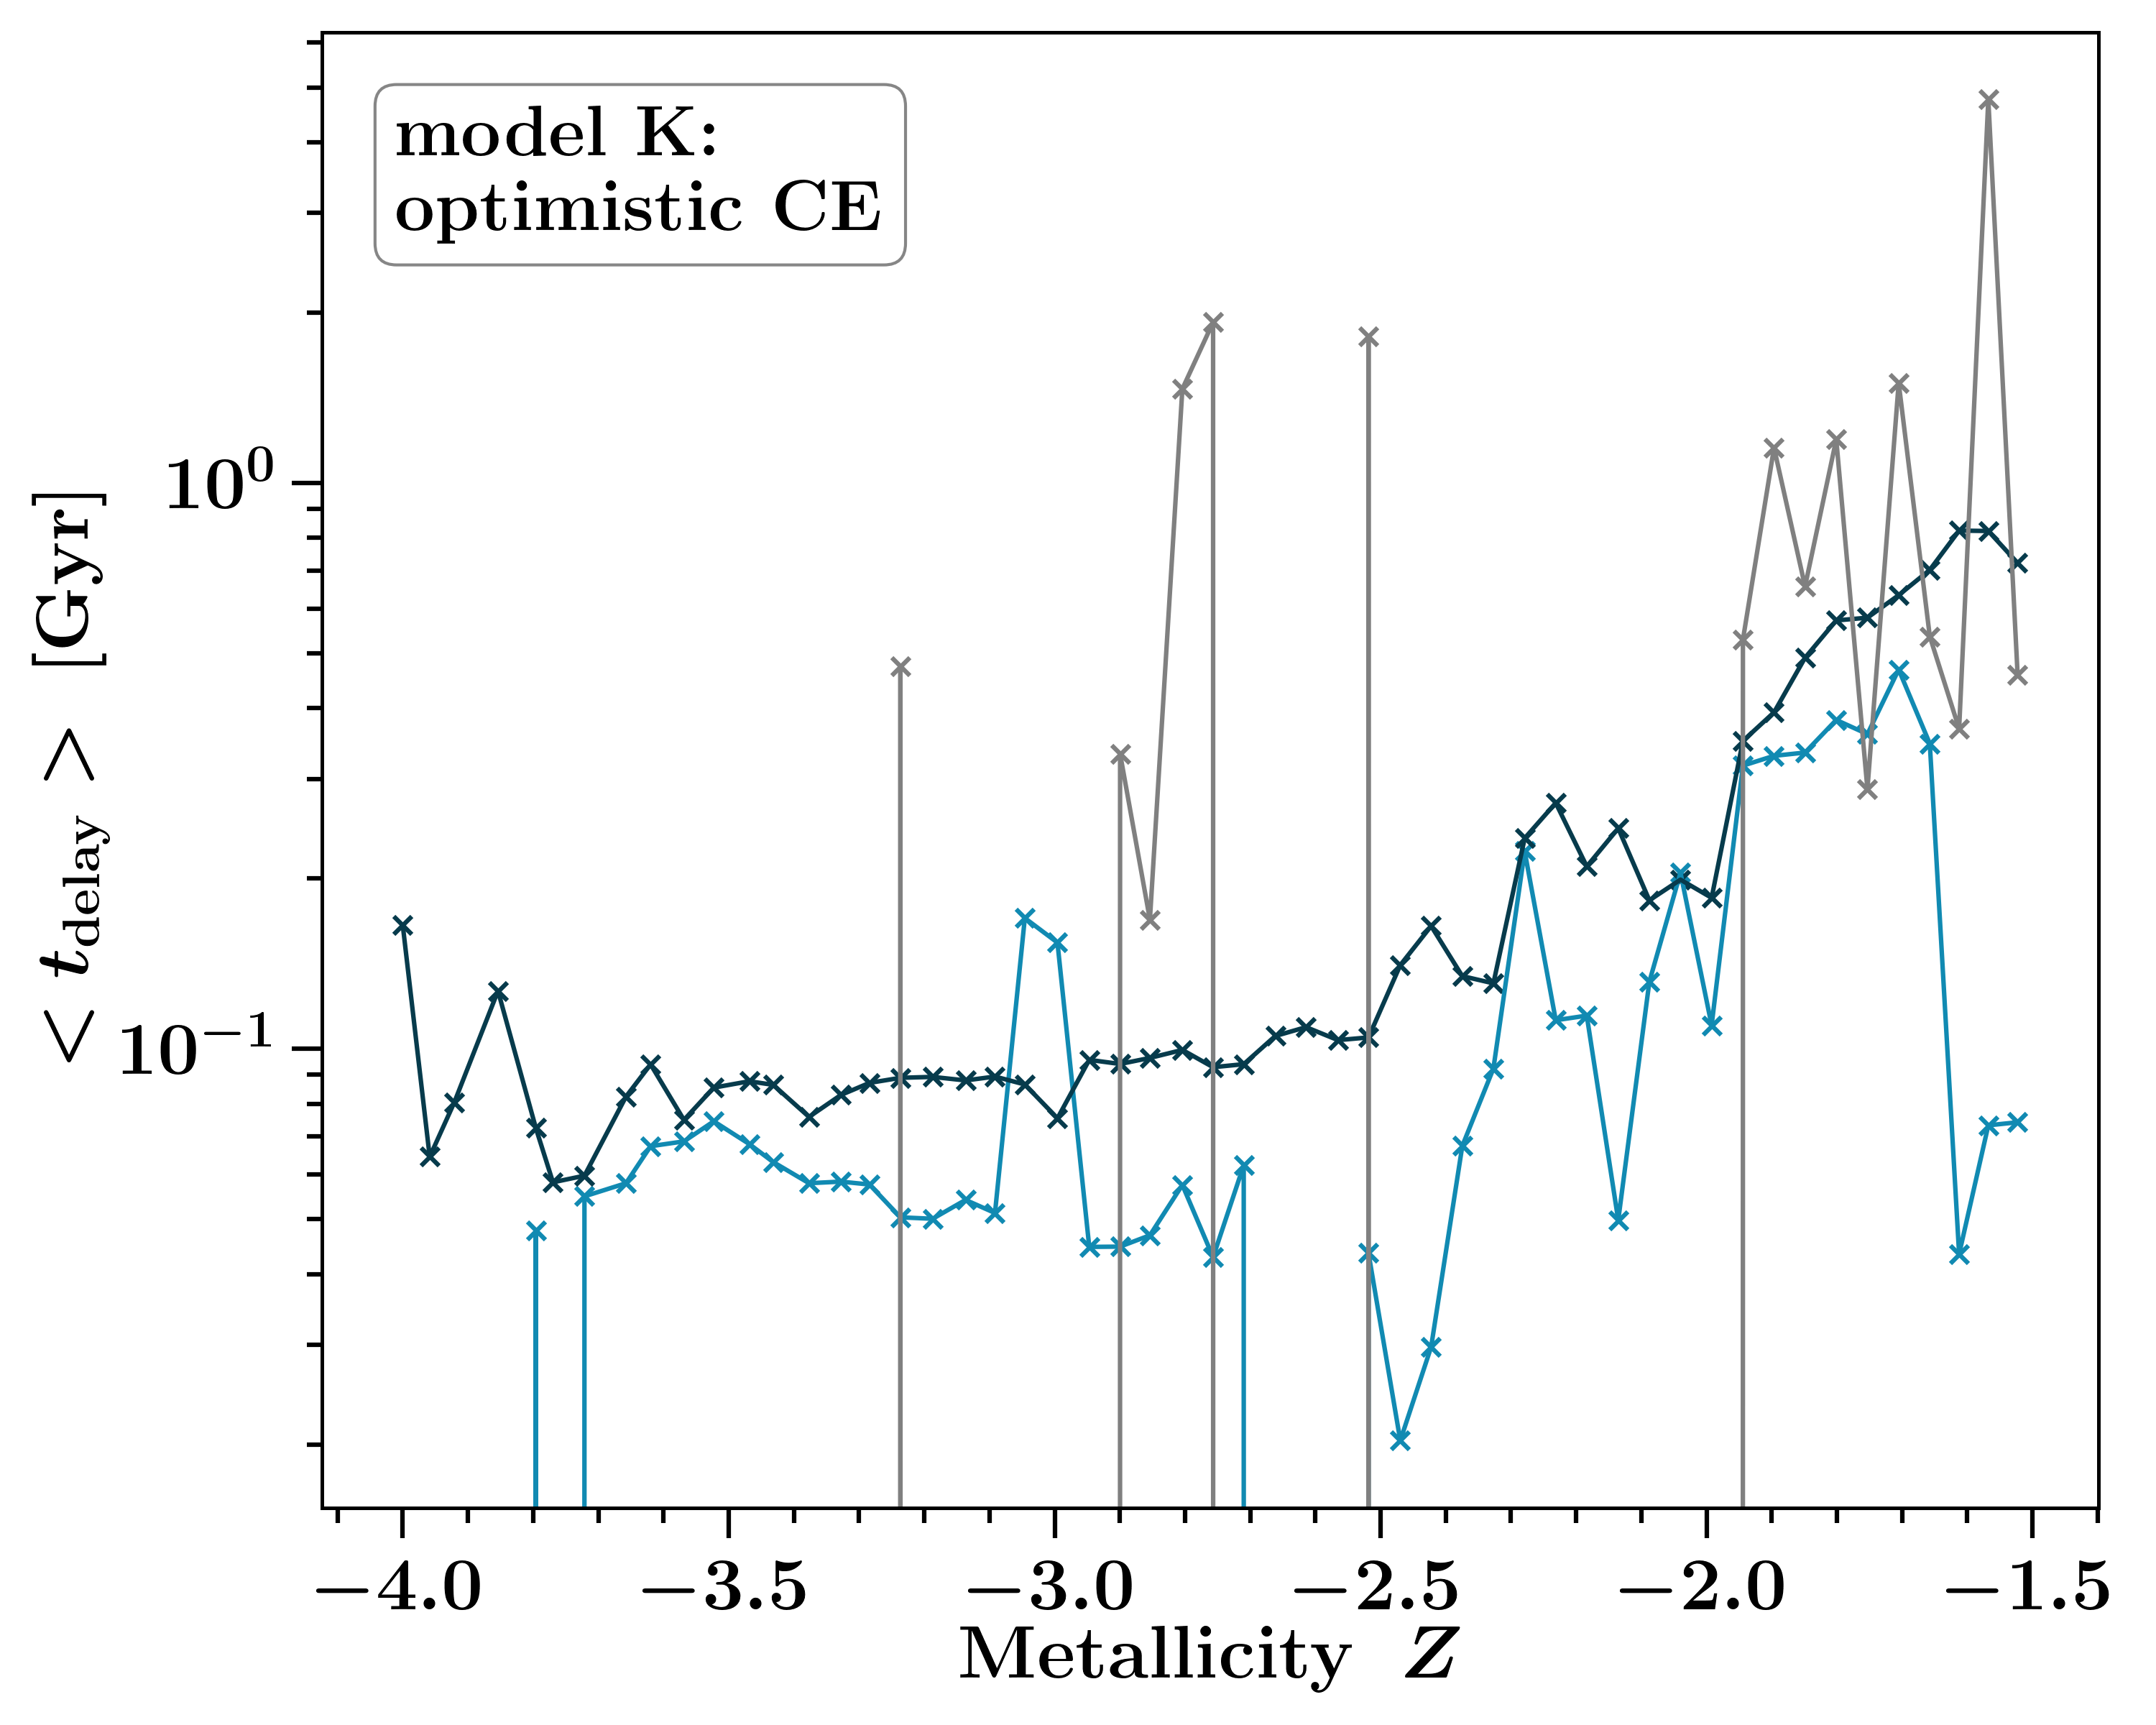 model K:
optimistic CE
< t_delay > [Gyr]
10^0
10^−1
−4.0 −3.5 −3.0 −2.5 −2.0 −1.5
Metallicity Z